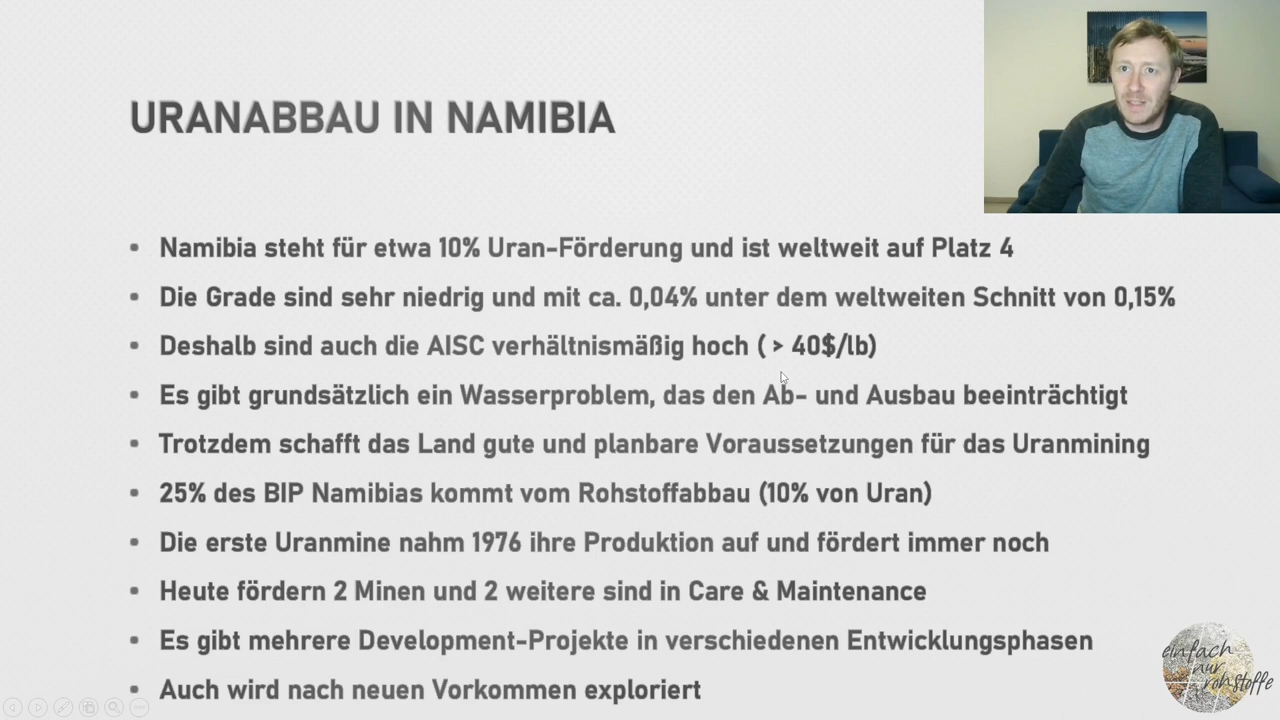 URANABBAU IN NAMIBIA
• Namibia steht für etwa 10% Uran-Förderung und ist weltweit auf Platz 4
• Die Grade sind sehr niedrig und mit ca. 0,04% unter dem weltweiten Schnitt von 0,15%
• Deshalb sind auch die AISC verhältnismäßig hoch ( > 40$/lb)
• Es gibt grundsätzlich ein Wasserproblem, das den Ab- und Ausbau beeinträchtigt
• Trotzdem schafft das Land gute und planbare Voraussetzungen für das Uranmining
• 25% des BIP Namibias kommt vom Rohstoffabbau (10% von Uran)
• Die erste Uranmine nahm 1976 ihre Produktion auf und fördert immer noch
• Heute fördern 2 Minen und 2 weitere sind in Care & Maintenance
• Es gibt mehrere Development-Projekte in verschiedenen Entwicklungsphasen
• Auch wird nach neuen Vorkommen exploriert
einfach
nur
rohstoffe